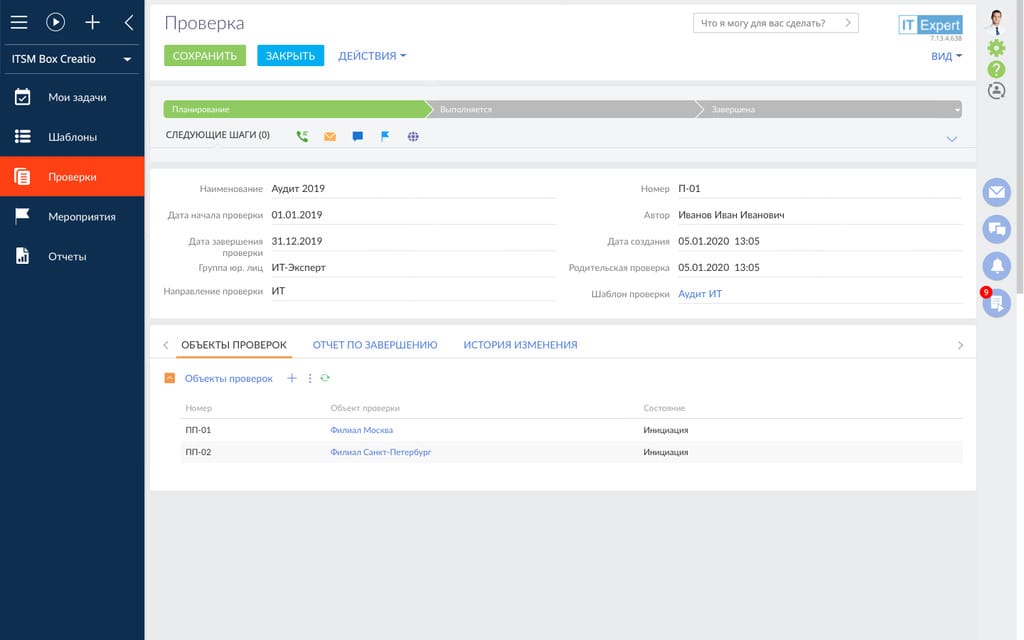 Проверка
Что я могу для вас сделать?
IT Expert
7.13.4.638
СОХРАНИТЬ
ЗАКРЫТЬ
ДЕЙСТВИЯ
ВИД
ITSM Box Creatio
Мои задачи
Шаблоны
Проверки
Мероприятия
Отчеты
Планирование
Выполняется
Завершена
СЛЕДУЮЩИЕ ШАГИ (0)
Наименование Аудит 2019
Номер П-01
Дата начала проверки 01.01.2019
Автор Иванов Иван Иванович
Дата завершения
проверки
31.12.2019
Дата создания 05.01.2020 13:05
Группа юр. лиц ИТ-Эксперт
Родительская проверка 05.01.2020 13:05
Направление проверки ИТ
Шаблон проверки Аудит ИТ
9
ОБЪЕКТЫ ПРОВЕРОК
ОТЧЕТ ПО ЗАВЕРШЕНИЮ
ИСТОРИЯ ИЗМЕНЕНИЯ
Объекты проверок
Номер Объект проверки Состояние
ПП-01 Филиал Москва Инициация
ПП-02 Филиал Санкт-Петербург Инициация